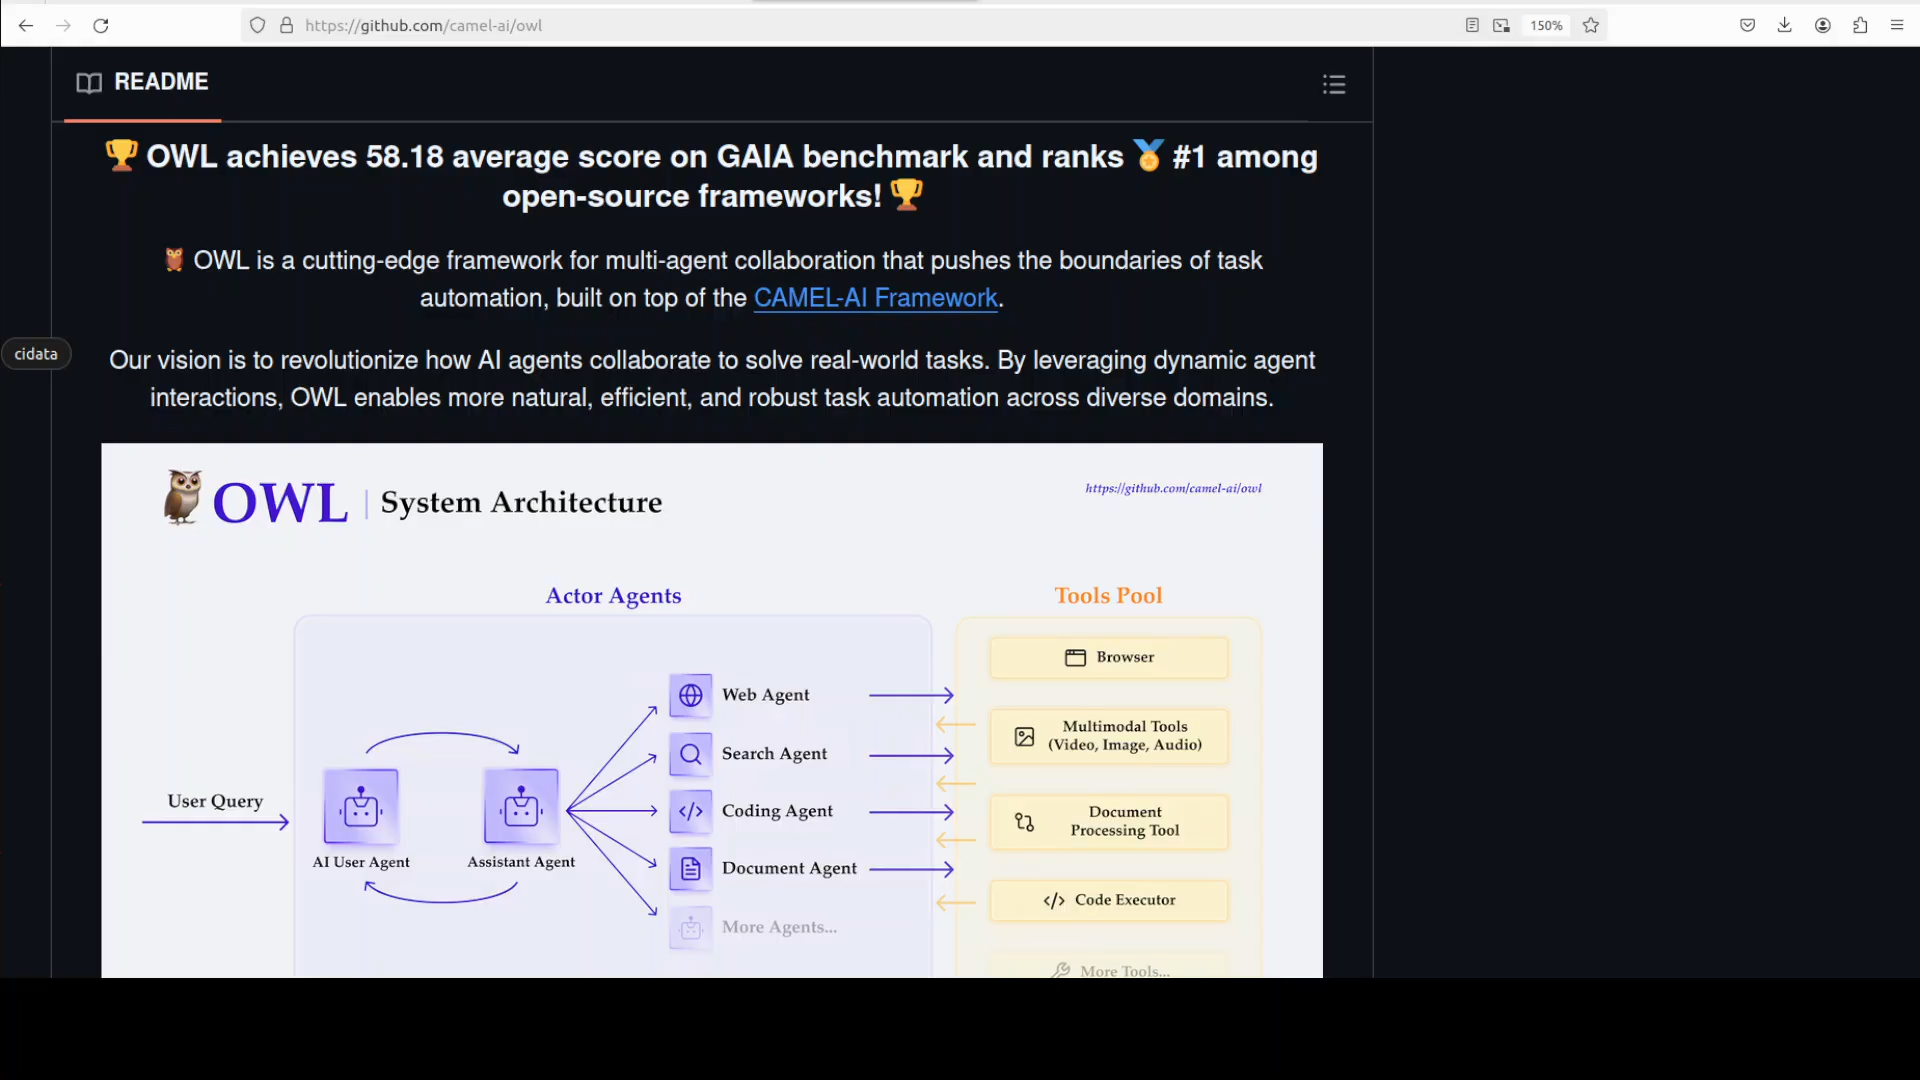 https://github.com/camel-ai/owl
150%
README
🏆 OWL achieves 58.18 average score on GAIA benchmark and ranks 🏅 #1 among
open-source frameworks! 🏆
🦉 OWL is a cutting-edge framework for multi-agent collaboration that pushes the boundaries of task
automation, built on top of the CAMEL-AI Framework.
cidata
Our vision is to revolutionize how AI agents collaborate to solve real-world tasks. By leveraging dynamic agent
interactions, OWL enables more natural, efficient, and robust task automation across diverse domains.
OWL | System Architecture
https://github.com/camel-ai/owl
Actor Agents
Tools Pool
User Query
AI User Agent
Assistant Agent
Web Agent
Search Agent
Coding Agent
Document Agent
More Agents...
Browser
Multimodal Tools
(Video, Image, Audio)
Document
Processing Tool
Code Executor
More Tools...